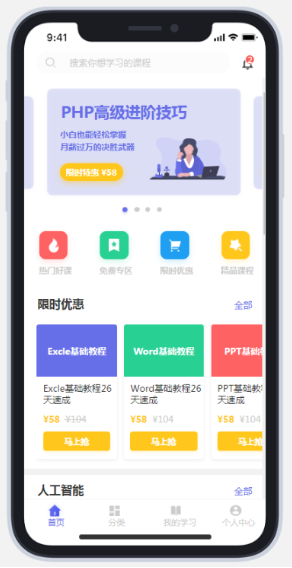 9:41
搜索你想学习的课程
2
PHP高级进阶技巧
小白也能轻松掌握
月薪过万的决胜武器
限时特惠 ¥58
热门好课
免费专区
限时优惠
精品课程
限时优惠 全部
Excle基础教程 Word基础教程 PPT基础教
Excle基础教程26 Word基础教程26 PPT基础教程
天速成 天速成 天速成
¥58 ¥104 ¥58 ¥104 ¥58 ¥104
马上抢 马上抢 马上抢
人工智能 全部
首页 分类 我的学习 个人中心